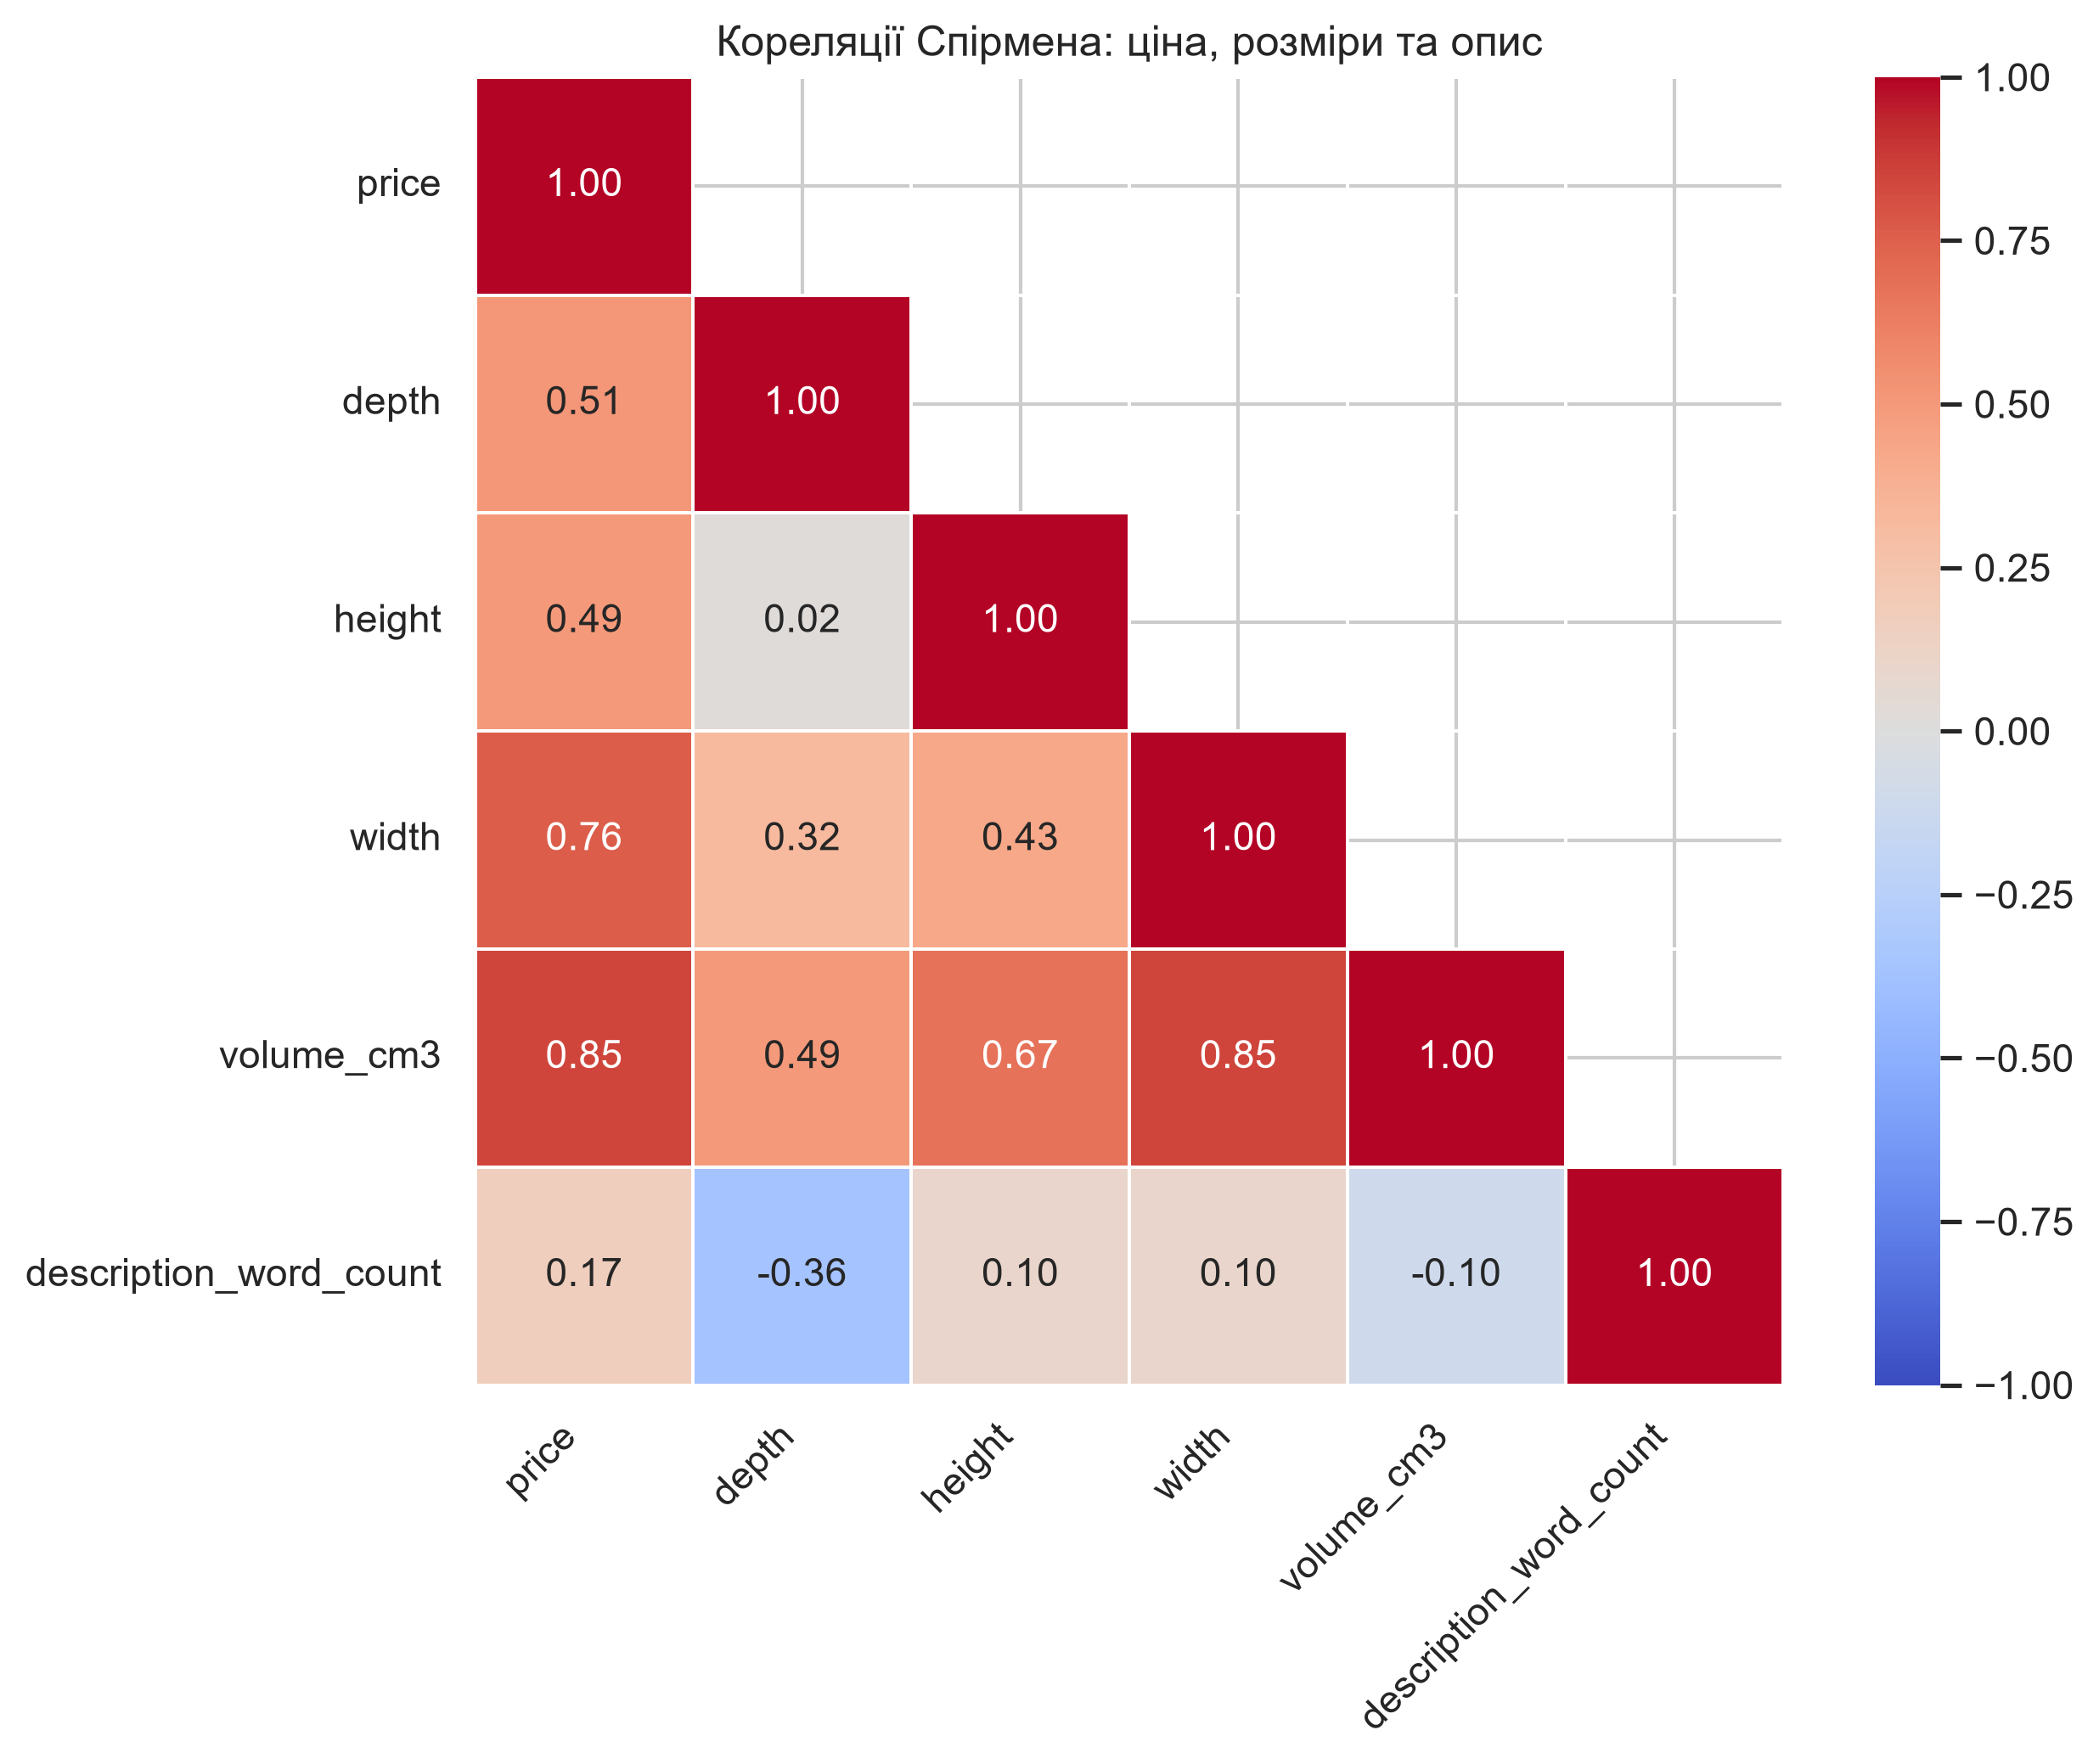 Кореляції Спірмена: ціна, розміри та опис
price 1.00
depth 0.51 1.00
height 0.49 0.02 1.00
width 0.76 0.32 0.43 1.00
volume_cm3 0.85 0.49 0.67 0.85 1.00
description_word_count 0.17 -0.36 0.10 0.10 -0.10 1.00
price depth height width volume_cm3 description_word_count
1.00
0.75
0.50
0.25
0.00
−0.25
−0.50
−0.75
−1.00